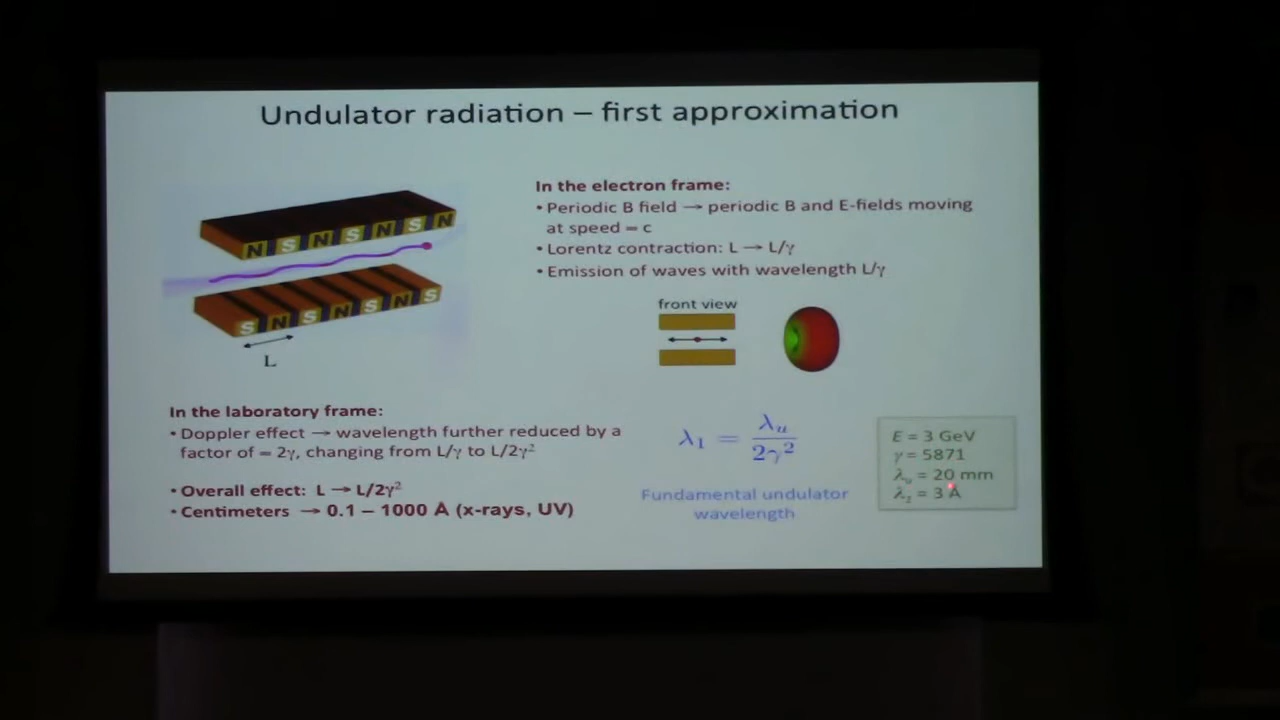 Undulator radiation – first approximation
N S N S N S N
S N S N S N S
L
In the electron frame:
• Periodic B field → periodic B and E-fields moving
at speed ≈ c
• Lorentz contraction: L → L/γ
• Emission of waves with wavelength L/γ
front view
In the laboratory frame:
• Doppler effect → wavelength further reduced by a
factor of ≈ 2γ, changing from L/γ to L/2γ²
• Overall effect: L → L/2γ²
• Centimeters → 0.1 – 1000 Å (x-rays, UV)
λ₁ = λᵤ / 2γ²
Fundamental undulator
wavelength
E = 3 GeV
γ = 5871
λᵤ = 20 mm
λ₁ = 3 Å